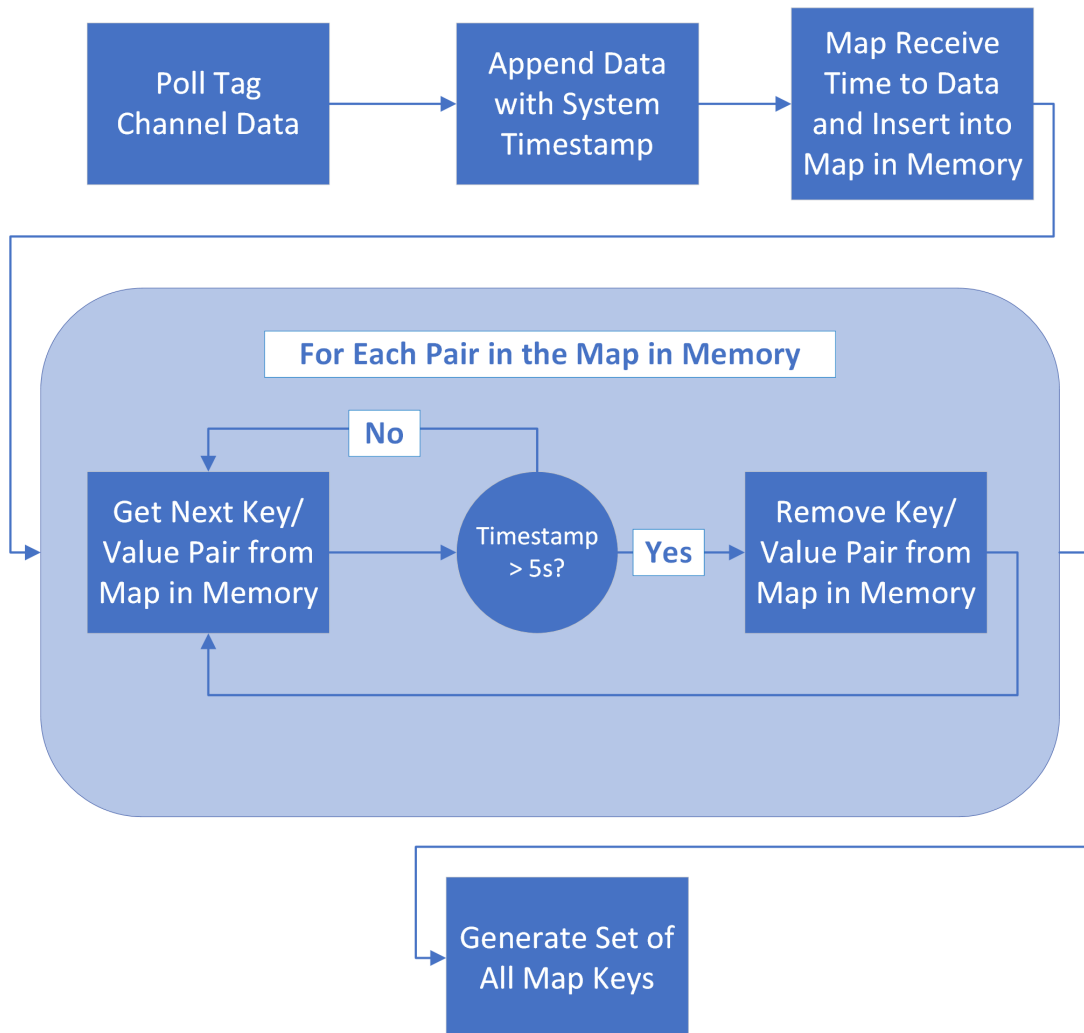 Poll Tag
Channel Data
Append Data
with System
Timestamp
Map Receive
Time to Data
and Insert into
Map in Memory
For Each Pair in the Map in Memory
No
Get Next Key/
Value Pair from
Map in Memory
Timestamp
> 5s?
Yes
Remove Key/
Value Pair from
Map in Memory
Generate Set of
All Map Keys